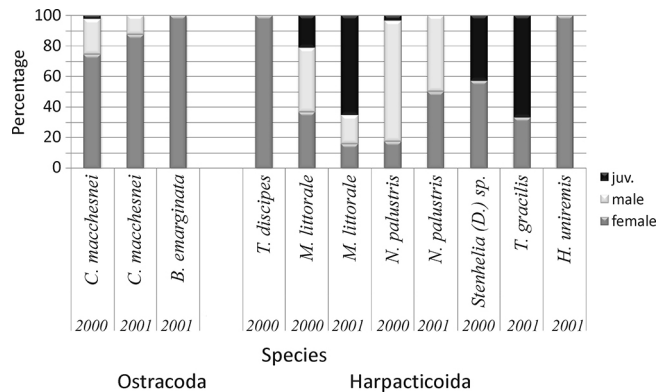 Percentage
100
80
60
40
20
0
C. macchesnei
C. macchesnei
B. emarginata
T. discipes
M. littorale
M. littorale
N. palustris
N. palustris
Stenhelia (D.) sp.
T. gracilis
H. uniremis
2000 2001 2001 2000 2000 2001 2000 2001 2000 2001 2001
Species
Ostracoda Harpacticoida
juv.
male
female